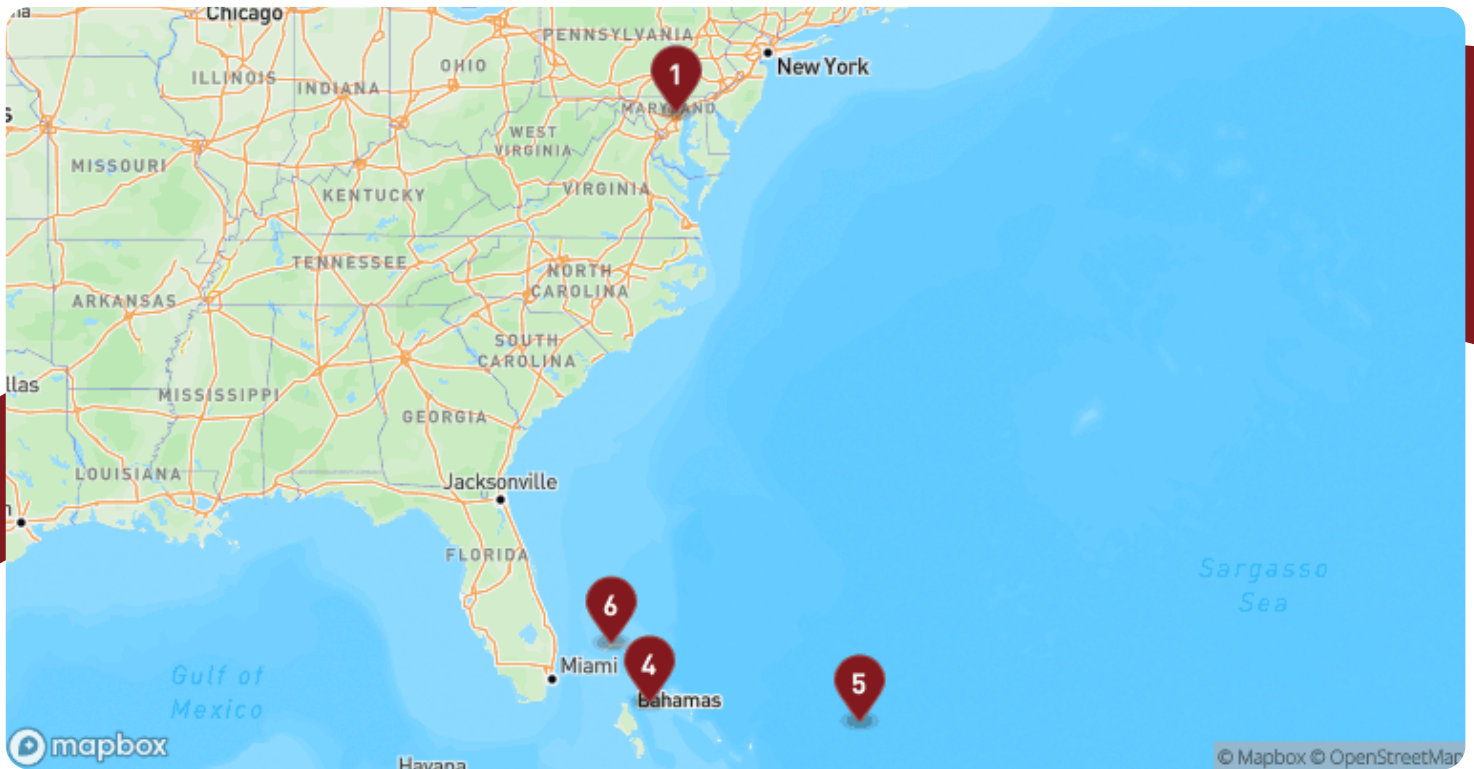 Chicago
PENNSYLVANIA
New York
OHIO
ILLINOIS
INDIANA
1
MARYLAND
WEST
VIRGINIA
MISSOURI
KENTUCKY
VIRGINIA
TENNESSEE
NORTH
CAROLINA
ARKANSAS
SOUTH
CAROLINA
llas
MISSISSIPPI
GEORGIA
LOUISIANA
Jacksonville
FLORIDA
Sargasso
Sea
6
Miami
4
Bahamas
5
Gulf of
Mexico
mapbox
Havana
© Mapbox © OpenStreetMap